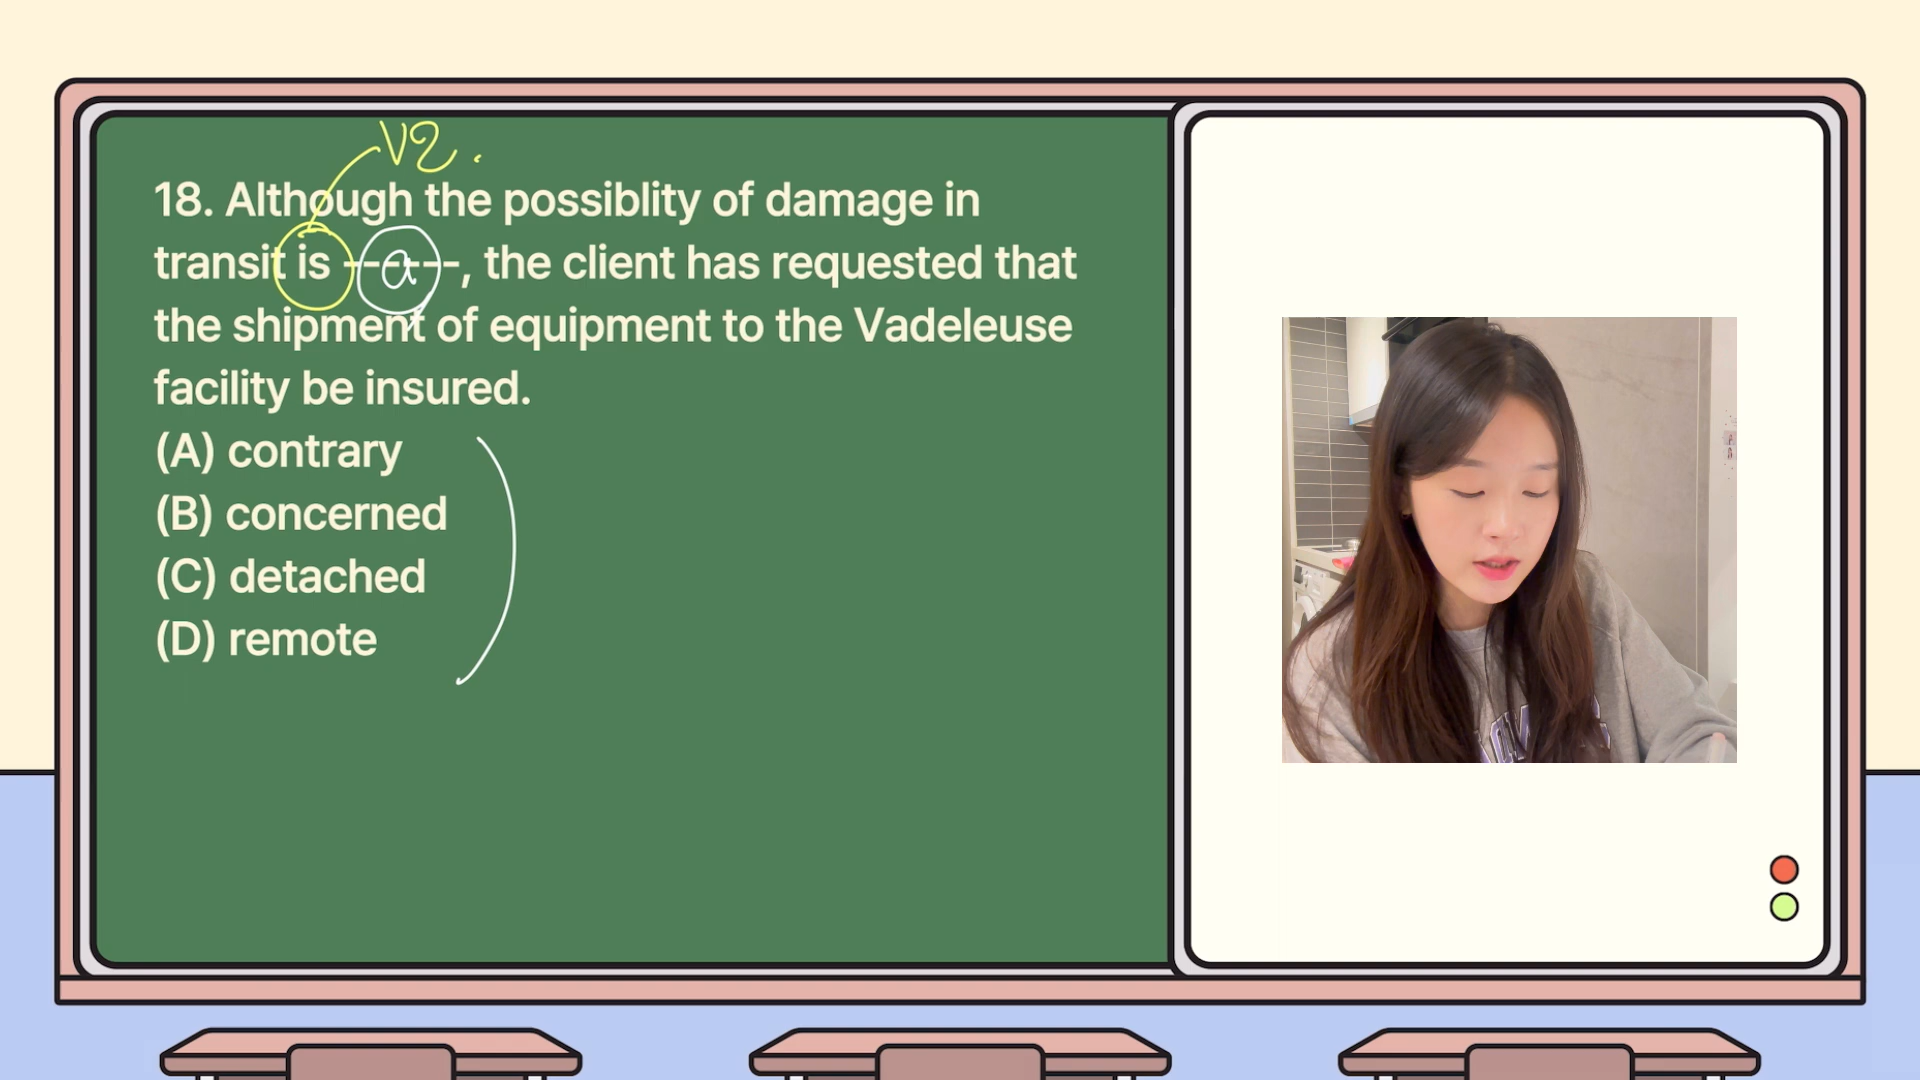 V2.
18. Although the possiblity of damage in
transit is ------, the client has requested that
a
the shipment of equipment to the Vadeleuse
facility be insured.
(A) contrary
(B) concerned
(C) detached
(D) remote